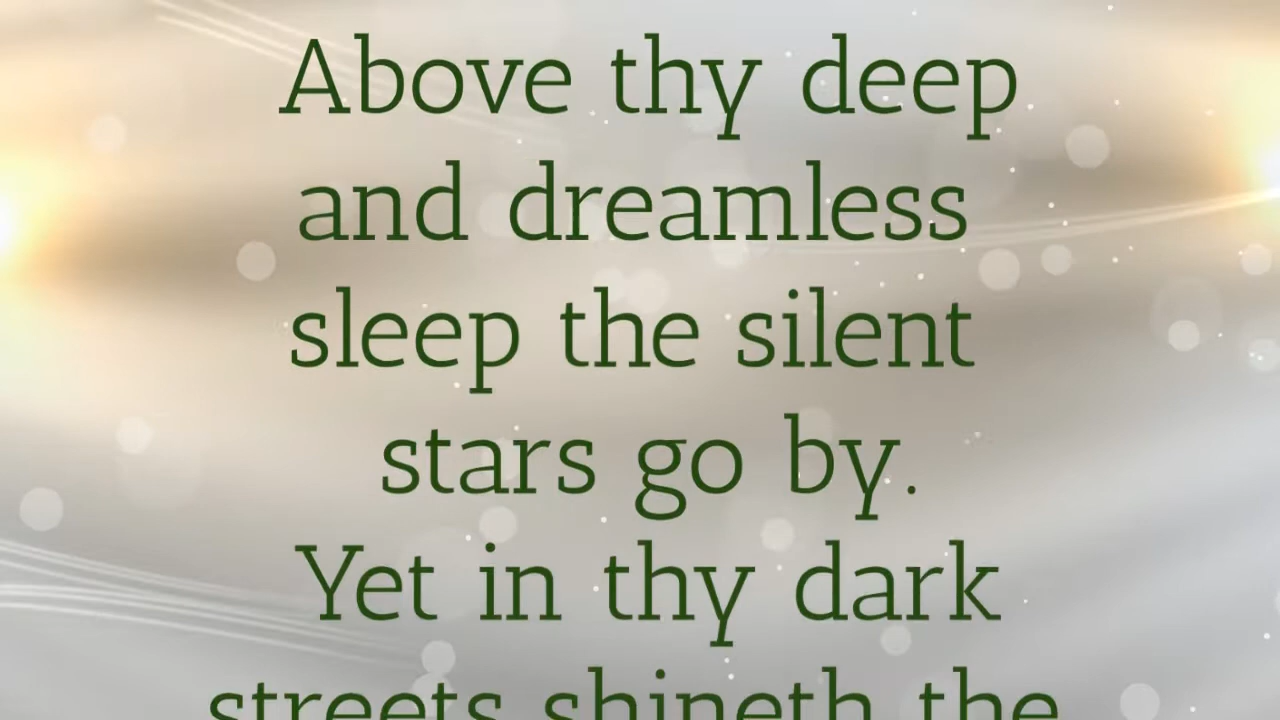 Above thy deep
and dreamless
sleep the silent
stars go by.
Yet in thy dark
streets shineth the